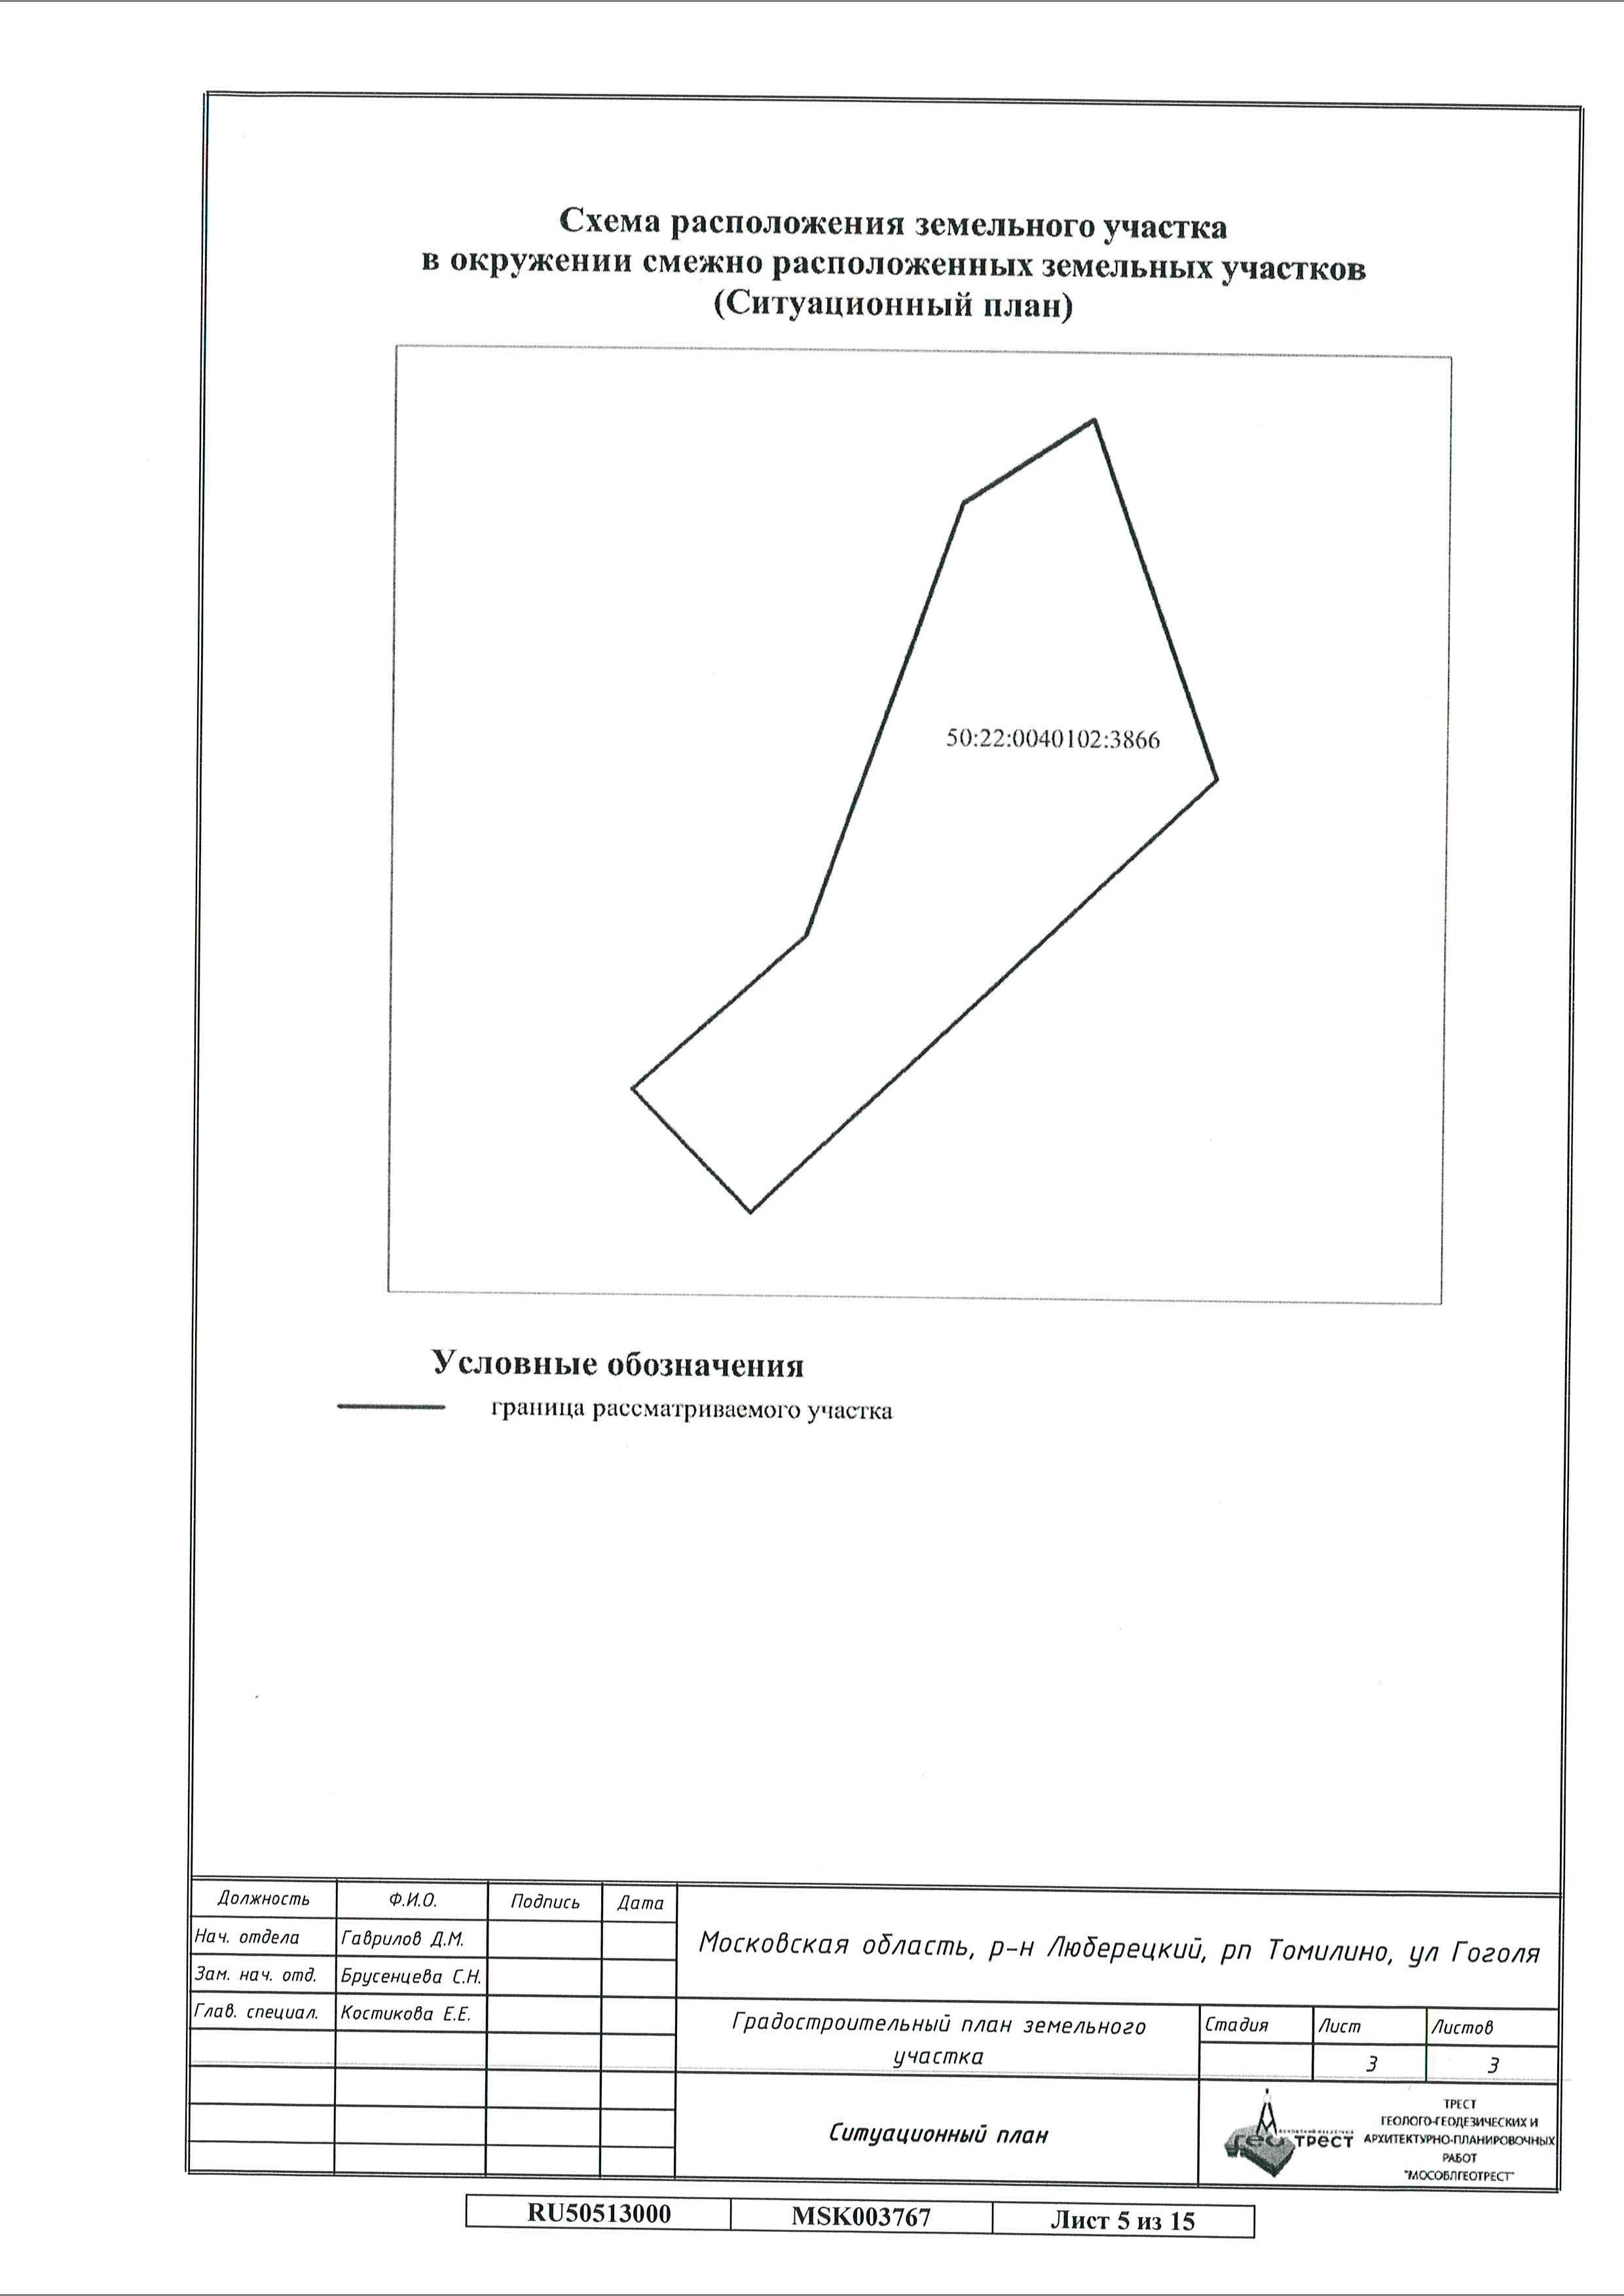 Схема расположения земельного участка
в окружении смежно расположенных земельных участков
(Ситуационный план)
50:22:0040102:3866
Условные обозначения
граница рассматриваемого участка
Должность Ф.И.О. Подпись Дата
Нач. отдела Гаврилов Д.М.
Зам. нач. отд. Брусенцева С.Н.
Глав. специал. Костикова Е.Е.
Московская область, р-н Люберецкий, рп Томилино, ул Гоголя
Градостроительный план земельного
участка
Стадия Лист Листов
3 3
Ситуационный план
гео трест
ТРЕСТ
ГЕОЛОГО-ГЕОДЕЗИЧЕСКИХ И
АРХИТЕКТУРНО-ПЛАНИРОВОЧНЫХ
РАБОТ
"МОСОБЛГЕОТРЕСТ"
RU50513000 MSK003767 Лист 5 из 15